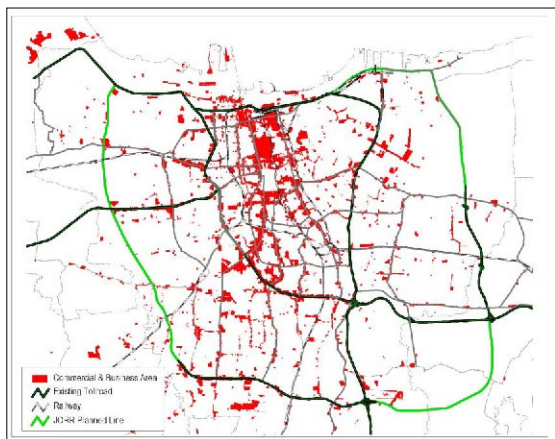 Commercial & Business Area
Existing Tollroad
Railway
JORR Planned Line